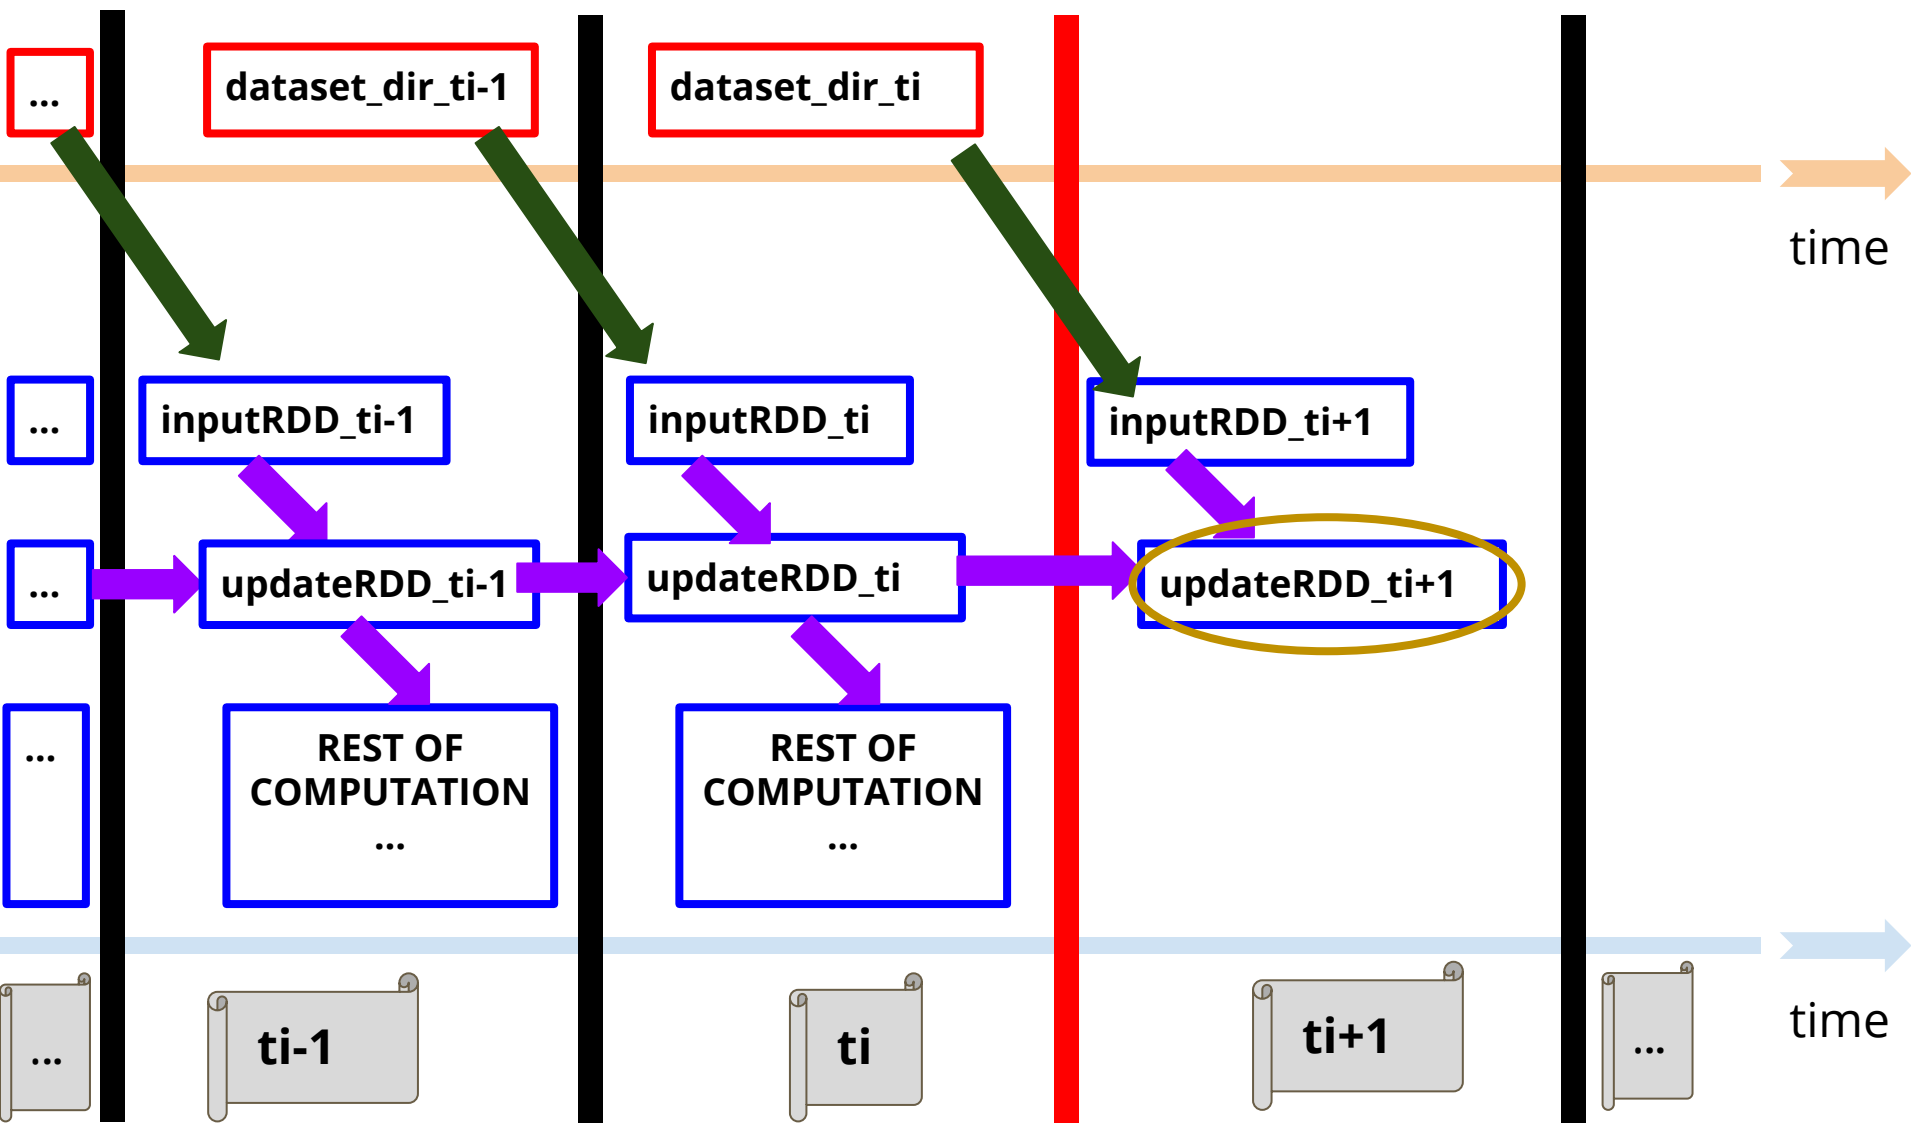 ...
dataset_dir_ti-1
dataset_dir_ti
time
...
inputRDD_ti-1
inputRDD_ti
inputRDD_ti+1
...
updateRDD_ti-1
updateRDD_ti
updateRDD_ti+1
...
REST OF
COMPUTATION
...
REST OF
COMPUTATION
...
...
ti-1
ti
ti+1
...
time